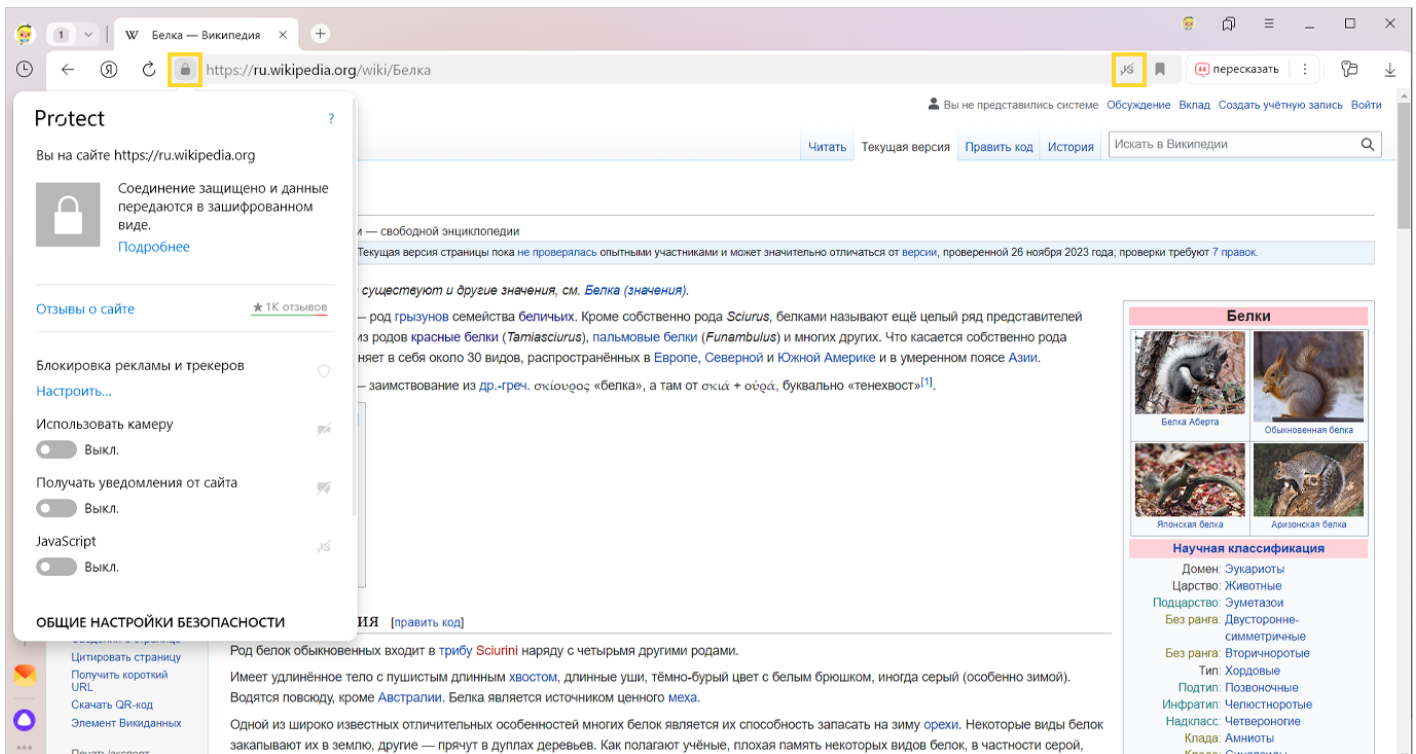 1
W Белка — Википедия
Я https://ru.wikipedia.org/wiki/Белка JS пересказать
Protect ?
Вы на сайте https://ru.wikipedia.org
Соединение защищено и данные
передаются в зашифрованном
виде.
Подробнее
Отзывы о сайте ★ 1K отзывов
Блокировка рекламы и трекеров
Настроить...
Использовать камеру
Выкл.
Получать уведомления от сайта
Выкл.
JavaScript JS
Выкл.
ОБЩИЕ НАСТРОЙКИ БЕЗОПАСНОСТИ
Вы не представились системе Обсуждение Вклад Создать учётную запись Войти
Читать Текущая версия Править код История Искать в Википедии
— свободной энциклопедии
Текущая версия страницы пока не проверялась опытными участниками и может значительно отличаться от версии, проверенной 26 ноября 2023 года; проверки требуют 7 правок.
существуют и другие значения, см. Белка (значения).
— род грызунов семейства беличьих. Кроме собственно рода Sciurus, белками называют ещё целый ряд представителей
из родов красные белки (Tamiasciurus), пальмовые белки (Funambulus) и многих других. Что касается собственно рода
няет в себя около 30 видов, распространённых в Европе, Северной и Южной Америке и в умеренном поясе Азии.
— заимствование из др.-греч. σκίουρος «белка», а там от σκιά + οὐρά, буквально «тенехвост»[1].
ия [править код]
Род белок обыкновенных входит в трибу Sciurini наряду с четырьмя другими родами.
Имеет удлинённое тело с пушистым длинным хвостом, длинные уши, тёмно-бурый цвет с белым брюшком, иногда серый (особенно зимой).
Водятся повсюду, кроме Австралии. Белка является источником ценного меха.
Одной из широко известных отличительных особенностей многих белок является их способность запасать на зиму орехи. Некоторые виды белок
закапывают их в землю, другие — прячут в дуплах деревьев. Как полагают учёные, плохая память некоторых видов белок, в частности серой,
Цитировать страницу
Получить короткий
URL
Скачать QR-код
Элемент Викиданных
Белки
Белка Аберта Обыкновенная белка
Японская белка Аризонская белка
Научная классификация
Домен: Эукариоты
Царство: Животные
Подцарство: Эуметазои
Без ранга: Двусторонне-
симметричные
Без ранга: Вторичноротые
Тип: Хордовые
Подтип: Позвоночные
Инфратип: Челюстноротые
Надкласс: Четвероногие
Клада: Амниоты